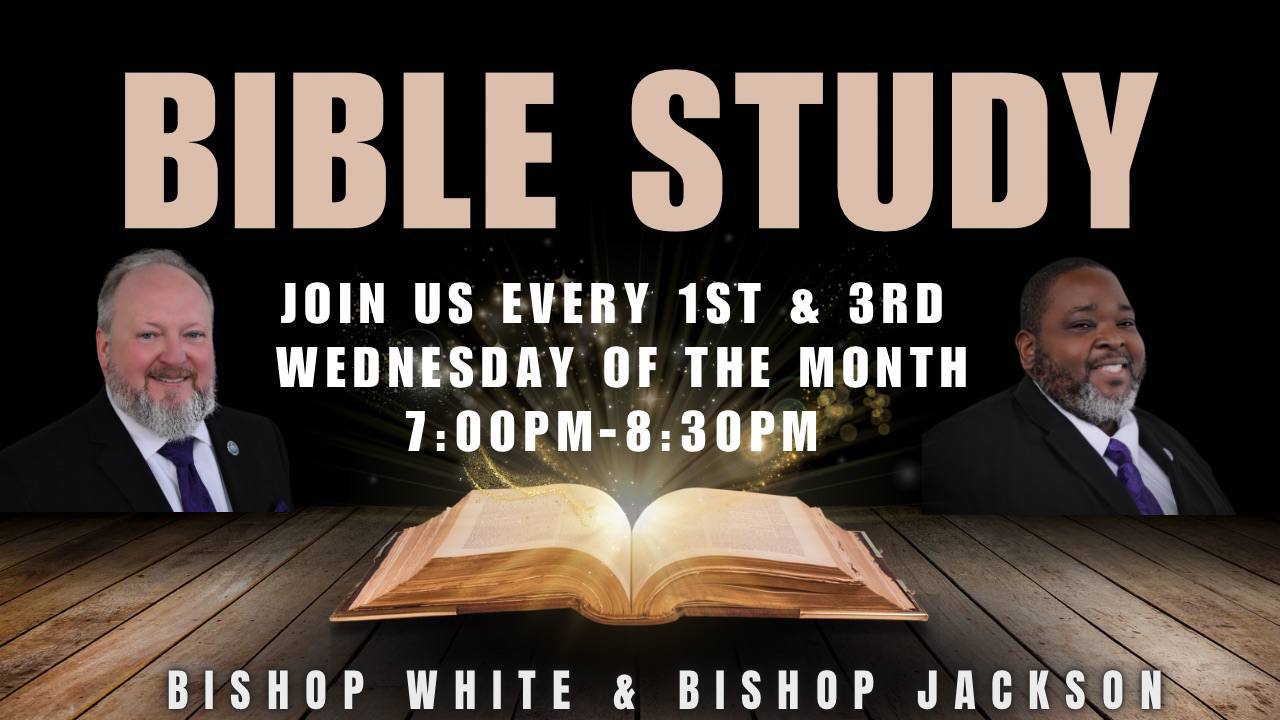 BIBLE STUDY
JOIN US EVERY 1ST & 3RD
WEDNESDAY OF THE MONTH
7:00PM-8:30PM
BISHOP WHITE & BISHOP JACKSON